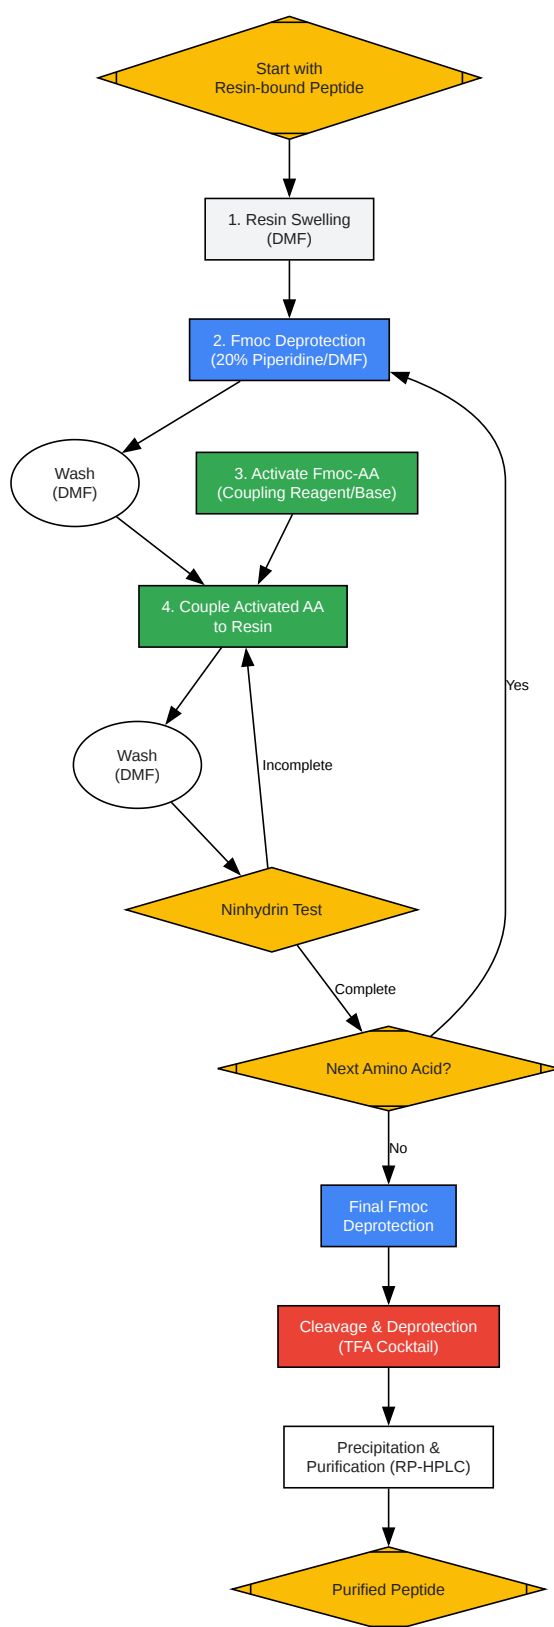 Start with
Resin-bound Peptide
1. Resin Swelling
(DMF)
2. Fmoc Deprotection
(20% Piperidine/DMF)
Wash
(DMF)
3. Activate Fmoc-AA
(Coupling Reagent/Base)
4. Couple Activated AA
to Resin
Yes
Wash
(DMF)
Incomplete
Ninhydrin Test
Complete
Next Amino Acid?
No
Final Fmoc
Deprotection
Cleavage & Deprotection
(TFA Cocktail)
Precipitation &
Purification (RP-HPLC)
Purified Peptide